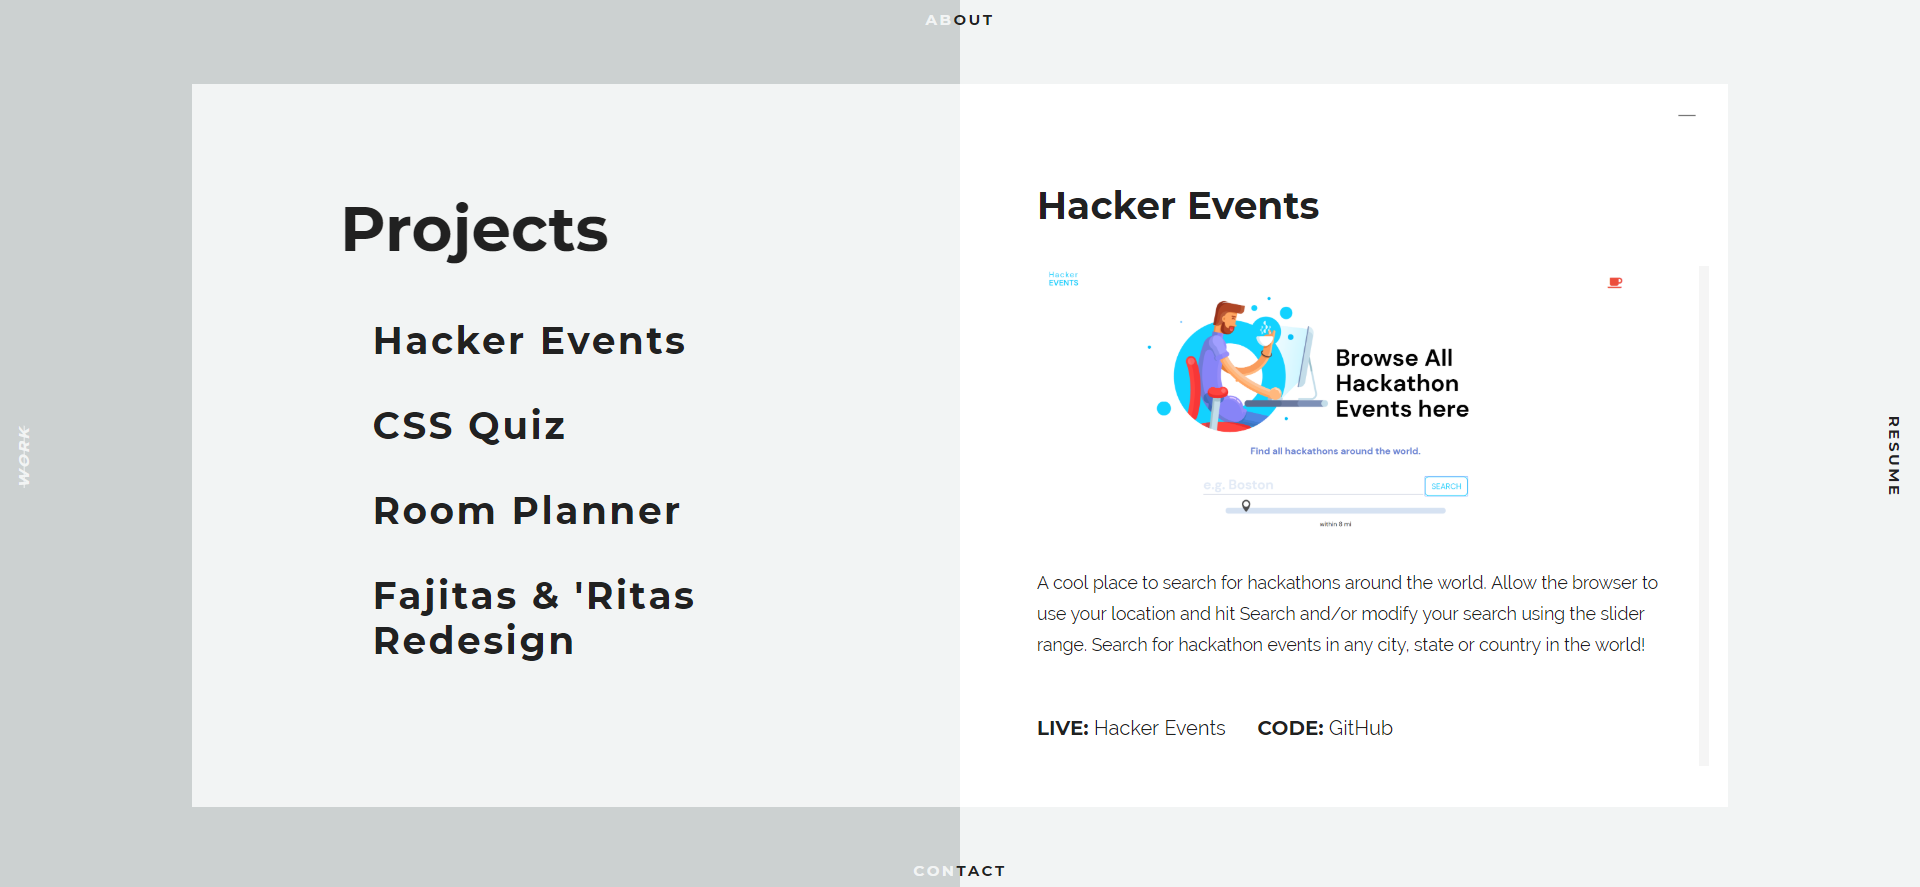 ABOUT
WORK
Projects
Hacker Events
CSS Quiz
Room Planner
Fajitas & 'Ritas
Redesign
Hacker Events
Hacker
EVENTS
Browse All
Hackathon
Events here
Find all hackathons around the world.
e.g. Boston
SEARCH
within 8 mi
A cool place to search for hackathons around the world. Allow the browser to
use your location and hit Search and/or modify your search using the slider
range. Search for hackathon events in any city, state or country in the world!
LIVE: Hacker Events CODE: GitHub
RESUME
CONTACT